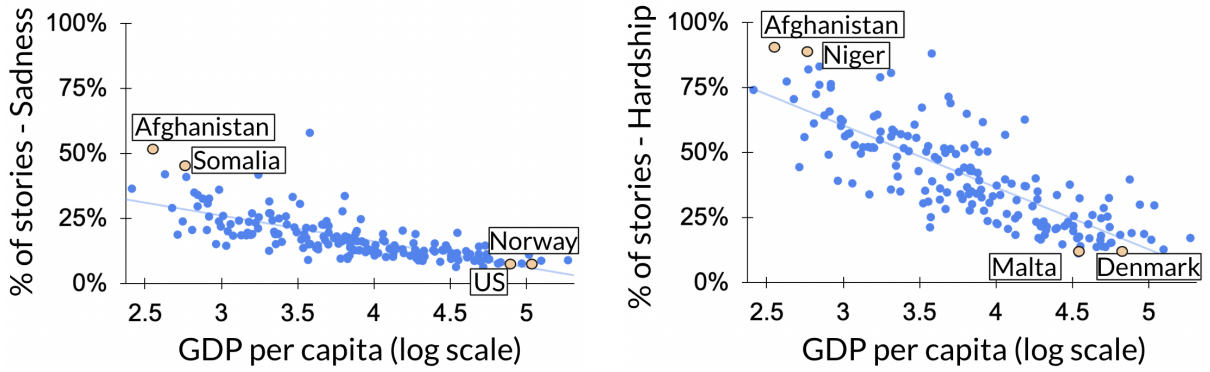 % of stories - Sadness
100%
75%
50%
25%
0%
Afghanistan
Somalia
Norway
US
2.5 3 3.5 4 4.5 5
GDP per capita (log scale)
% of stories - Hardship
100%
75%
50%
25%
0%
Afghanistan
Niger
Malta
Denmark
2.5 3 3.5 4 4.5 5
GDP per capita (log scale)